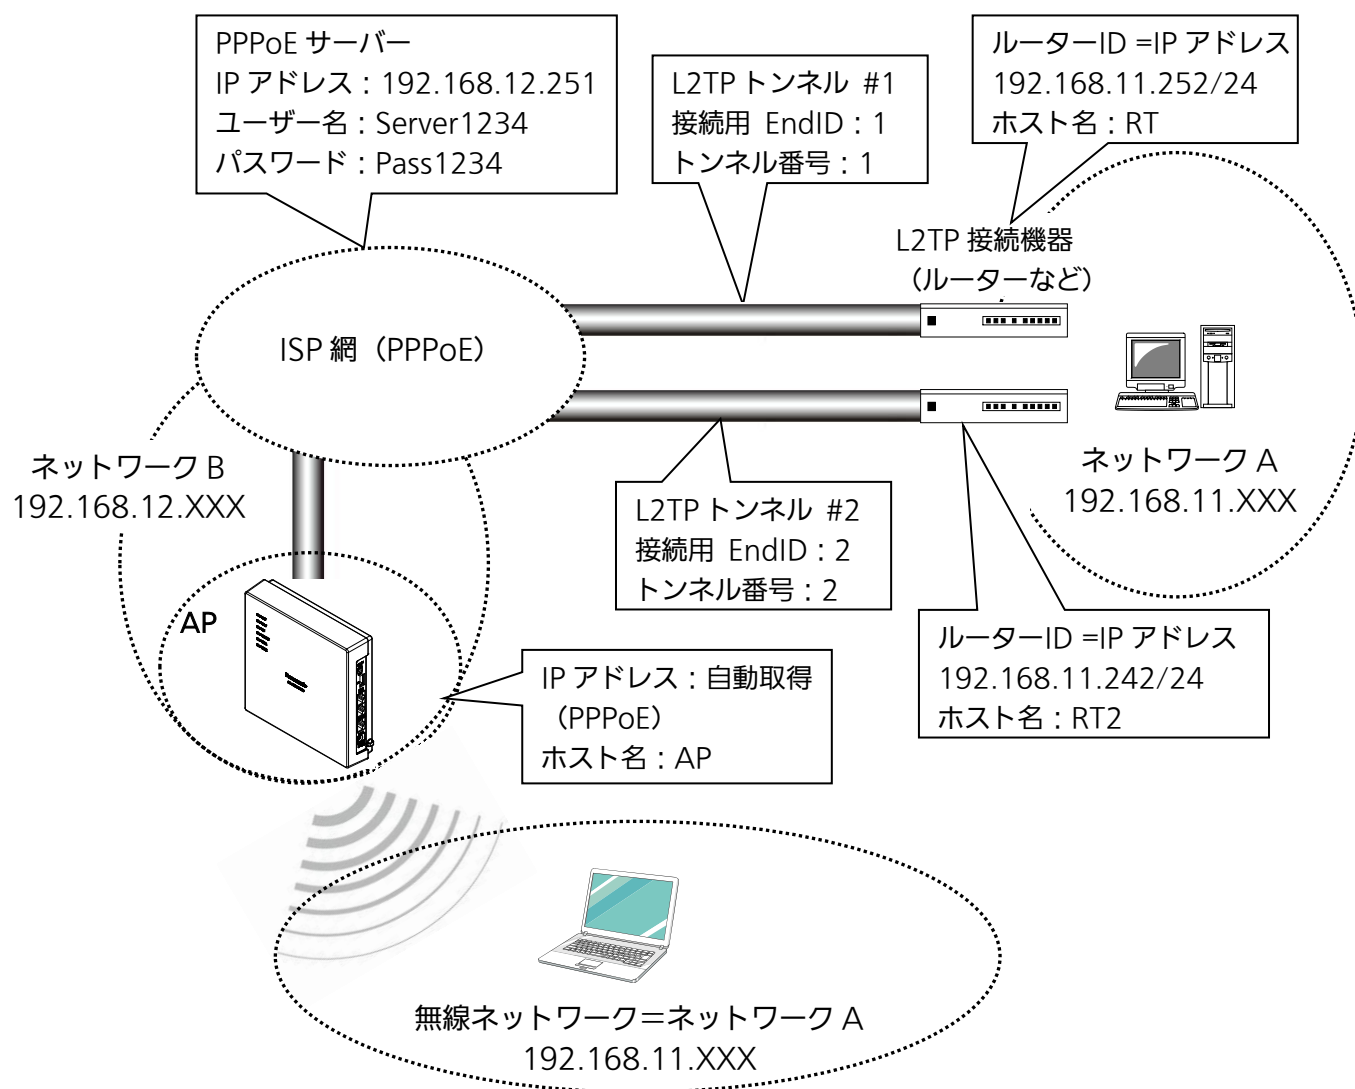 PPPoE サーバー
IP アドレス：192.168.12.251
ユーザー名：Server1234
パスワード：Pass1234
L2TP トンネル #1
接続用 EndID：1
トンネル番号：1
ルーターID =IP アドレス
192.168.11.252/24
ホスト名：RT
L2TP 接続機器
（ルーターなど）
ISP 網（PPPoE）
ネットワーク B
192.168.12.XXX
ネットワーク A
192.168.11.XXX
L2TP トンネル #2
接続用 EndID：2
トンネル番号：2
AP
IP アドレス：自動取得
（PPPoE）
ホスト名：AP
ルーターID =IP アドレス
192.168.11.242/24
ホスト名：RT2
無線ネットワーク＝ネットワーク A
192.168.11.XXX